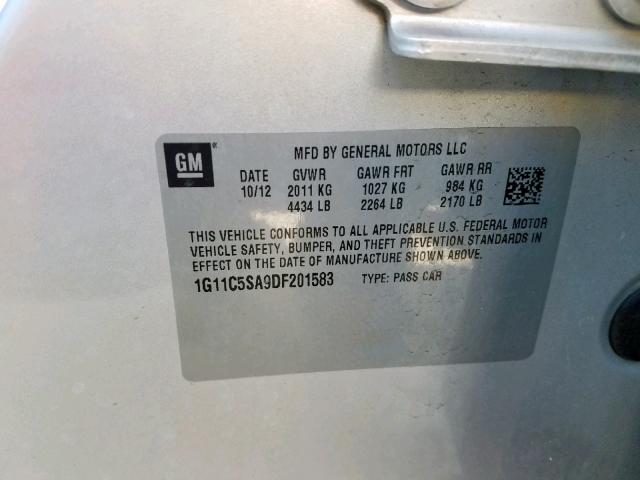 GM
MFD BY GENERAL MOTORS LLC
DATE GVWR GAWR FRT GAWR RR
10/12 2011 KG 1027 KG 984 KG
4434 LB 2264 LB 2170 LB
THIS VEHICLE CONFORMS TO ALL APPLICABLE U.S. FEDERAL MOTOR
VEHICLE SAFETY, BUMPER, AND THEFT PREVENTION STANDARDS IN
EFFECT ON THE DATE OF MANUFACTURE SHOWN ABOVE.
1G11C5SA9DF201583 TYPE: PASS CAR